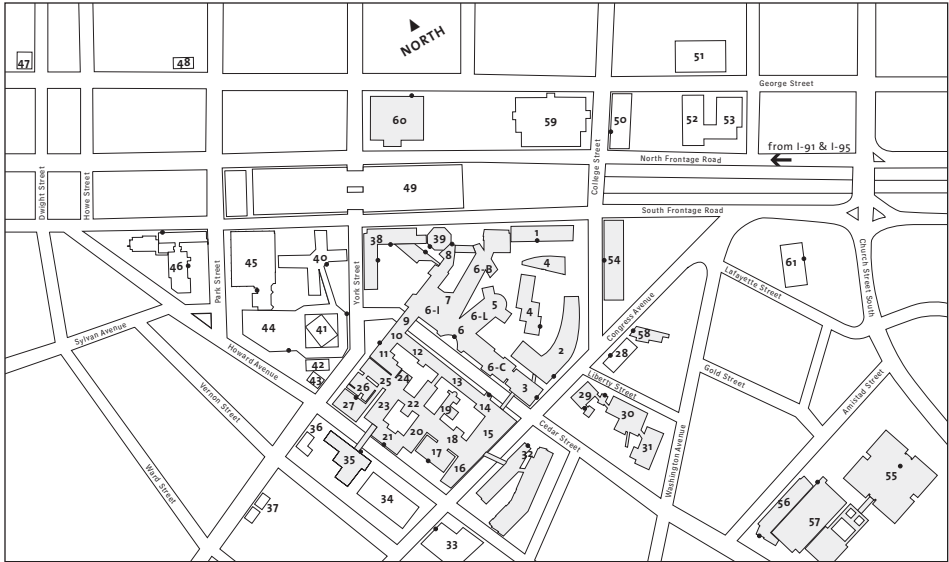 NORTH
47
48
51
George Street
60
59
50
52
53
from I-91 & I-95
North Frontage Road
College Street
Dwight Street
Howe Street
49
South Frontage Road
38
39
8
6-B
1
4
54
61
46
45
40
Park Street
York Street
Lafayette Street
Church Street South
7
6-I
5
6-L
4
Congress Avenue
44
41
9
6
2
58
Sylvan Avenue
10
11
12
28
Howard Avenue
42
43
6-C
3
Liberty Street
Gold Street
26
25
24
13
27
23
22
19
14
29
30
Amistad Street
Vernon Street
36
21
20
18
15
Cedar Street
31
35
17
16
32
Washington Avenue
Ward Street
37
34
33
55
56
57